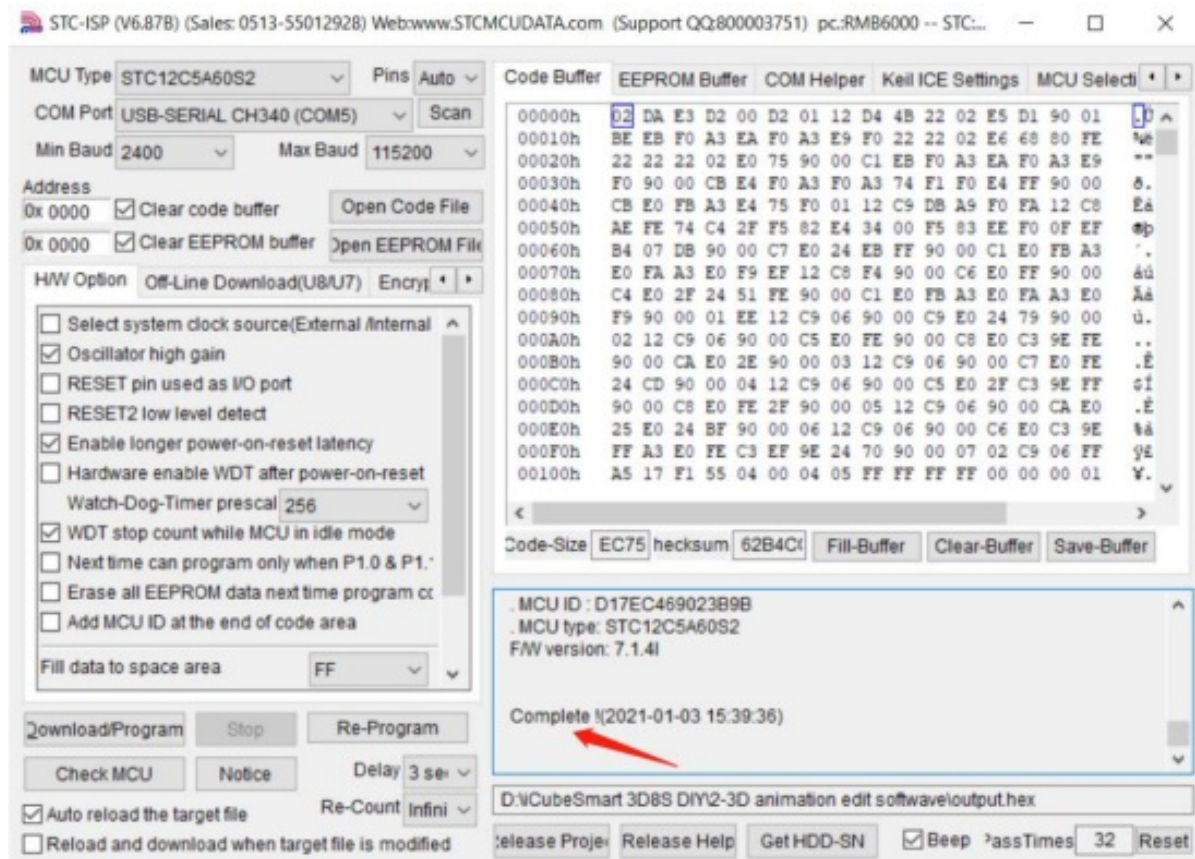 STC-ISP (V6.87B) (Sales: 0513-55012928) Web:www.STCMCUDATA.com (Support QQ:800003751) pc.:RMB6000 -- STC:...
MCU Type STC12C5A60S2 Pins Auto
COM Port USB-SERIAL CH340 (COM5) Scan
Min Baud 2400 Max Baud 115200
Address
0x 0000 Clear code buffer Open Code File
0x 0000 Clear EEPROM buffer Open EEPROM File
H/W Option Off-Line Download(U8/U7) Encryp
Select system clock source(External /Internal
Oscillator high gain
RESET pin used as I/O port
RESET2 low level detect
Enable longer power-on-reset latency
Hardware enable WDT after power-on-reset
Watch-Dog-Timer prescal 256
WDT stop count while MCU in idle mode
Next time can program only when P1.0 & P1.
Erase all EEPROM data next time program co
Add MCU ID at the end of code area
Fill data to space area FF
Download/Program Stop Re-Program
Check MCU Notice Delay 3 sec
Auto reload the target file Re-Count Infini
Reload and download when target file is modified
Code Buffer EEPROM Buffer COM Helper Keil ICE Settings MCU Selecti
00000h 02 DA E3 D2 00 D2 01 12 D4 4B 22 02 E5 D1 90 01
00010h BE EB F0 A3 EA F0 A3 E9 F0 22 22 02 E6 68 80 FE
00020h 22 22 22 02 E0 75 90 00 C1 EB F0 A3 EA F0 A3 E9
00030h F0 90 00 CB E4 F0 A3 F0 A3 74 F1 F0 E4 FF 90 00
00040h CB E0 FB A3 E4 75 F0 01 12 C9 DB A9 F0 FA 12 C8
00050h AE FE 74 C4 2F F5 82 E4 34 00 F5 83 EE F0 0F EF
00060h B4 07 DB 90 00 C7 E0 24 EB FF 90 00 C1 E0 FB A3
00070h E0 FA A3 E0 F9 EF 12 C8 F4 90 00 C6 E0 FF 90 00
00080h C4 E0 2F 24 51 FE 90 00 C1 E0 FB A3 E0 FA A3 E0
00090h F9 90 00 01 EE 12 C9 06 90 00 C9 E0 24 79 90 00
000A0h 02 12 C9 06 90 00 C5 E0 FE 90 00 C8 E0 C3 9E FE
000B0h 90 00 CA E0 2E 90 00 03 12 C9 06 90 00 C7 E0 FE
000C0h 24 CD 90 00 04 12 C9 06 90 00 C5 E0 2F C3 9E FF
000D0h 90 00 C8 E0 FE 2F 90 00 05 12 C9 06 90 00 CA E0
000E0h 25 E0 24 BF 90 00 06 12 C9 06 90 00 C6 E0 C3 9E
000F0h FF A3 E0 FE C3 EF 9E 24 70 90 00 07 02 C9 06 FF
00100h A5 17 F1 55 04 00 04 05 FF FF FF FF 00 00 00 01
Code-Size EC75 hecksum 62B4C Fill-Buffer Clear-Buffer Save-Buffer
. MCU ID : D17EC469023B9B
. MCU type: STC12C5A60S2
F/W version: 7.1.4I
Complete !(2021-01-03 15:39:36)
D:\iCubeSmart 3D8S DIY\2-3D animation edit softwave\output.hex
Release Project Release Help Get HDD-SN Beep PassTimes 32 Reset